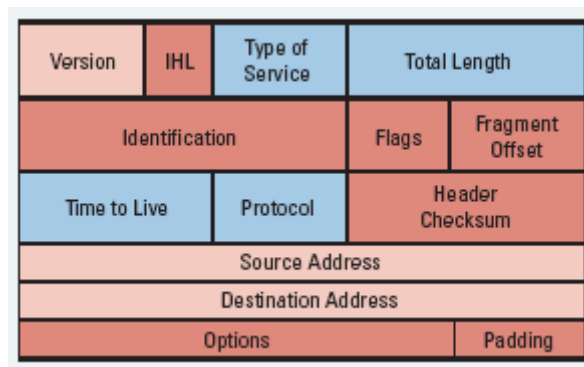 Version
IHL
Type of
Service
Total Length
Identification
Flags
Fragment
Offset
Time to Live
Protocol
Header
Checksum
Source Address
Destination Address
Options
Padding